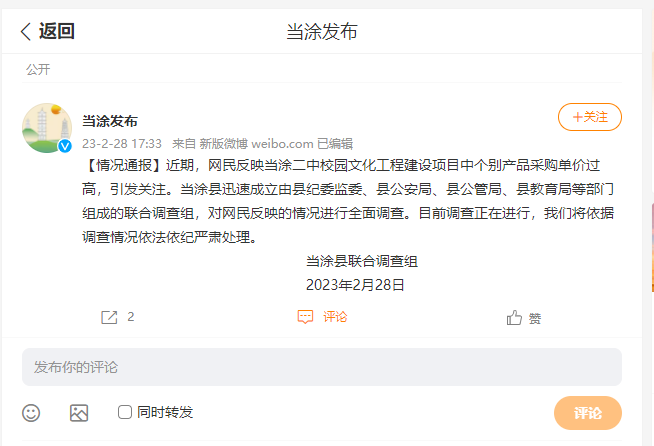 返回
当涂发布
公开
当涂发布
+关注
23-2-28 17:33 来自 新版微博 weibo.com 已编辑
【情况通报】近期，网民反映当涂二中校园文化工程建设项目中个别产品采购单价过
高，引发关注。当涂县迅速成立由县纪委监委、县公安局、县公管局、县教育局等部门
组成的联合调查组，对网民反映的情况进行全面调查。目前调查正在进行，我们将依据
调查情况依法依纪严肃处理。
当涂县联合调查组
2023年2月28日
2
评论
赞
发布你的评论
同时转发
评论